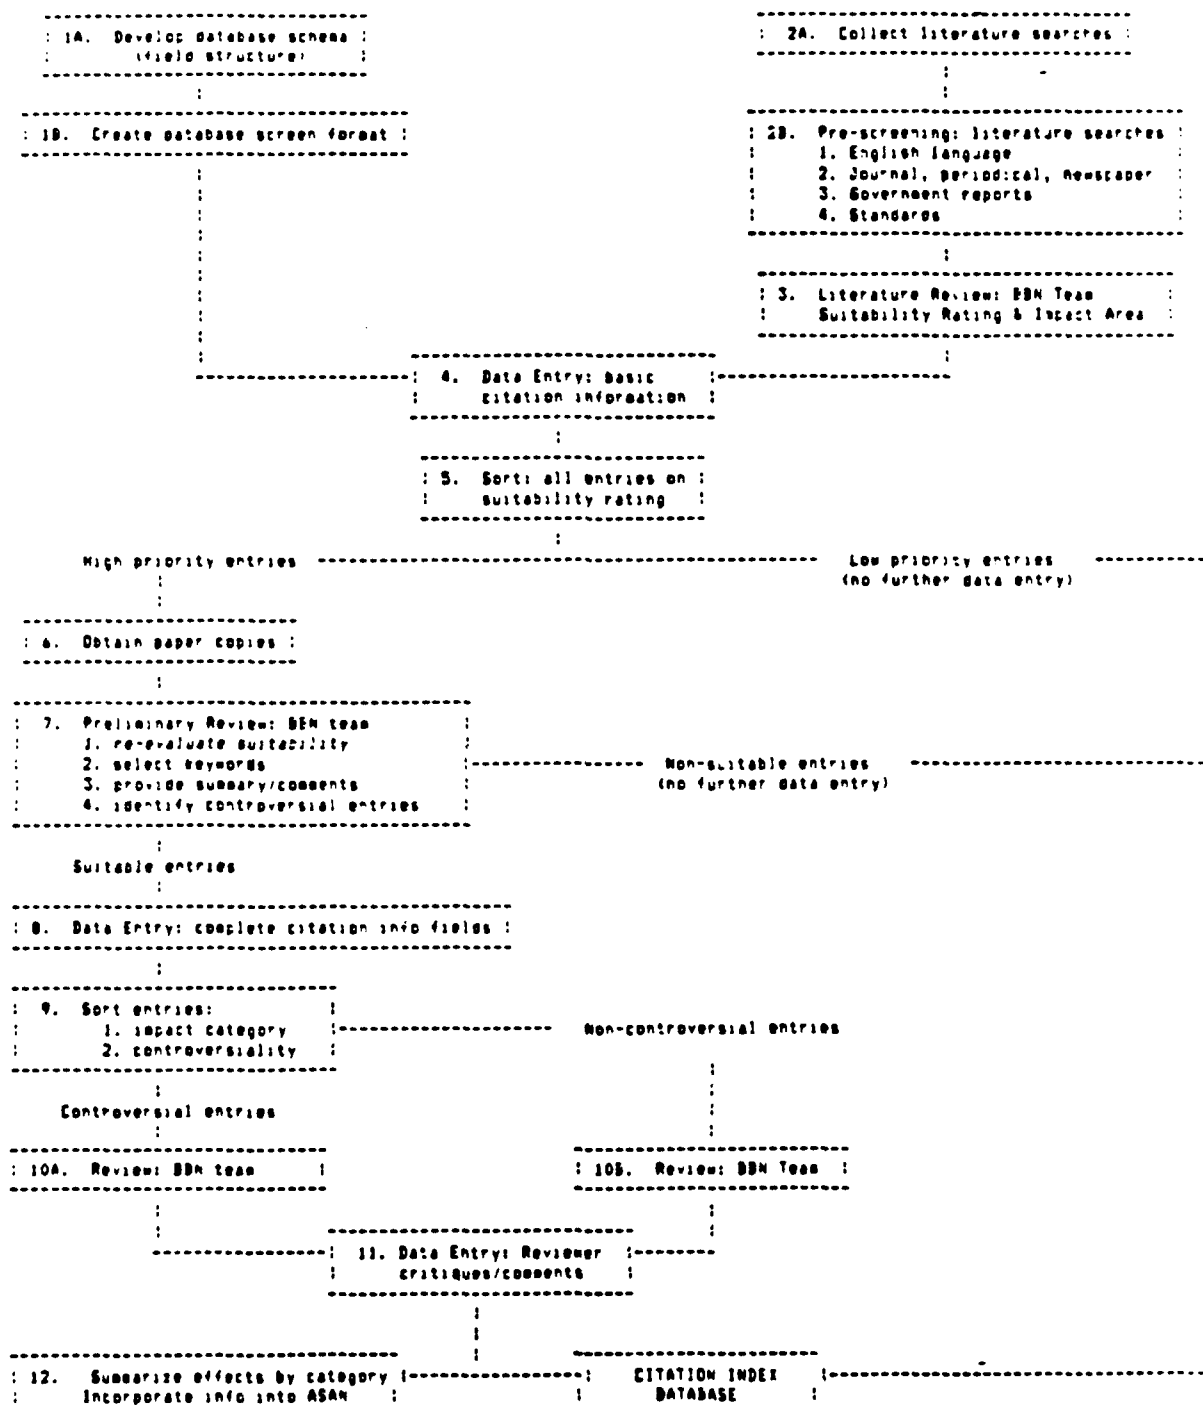 1A. Develop database schema
(field structure)
2A. Collect literature searches
1B. Create database screen format
2B. Pre-screening: literature searches
1. English language
2. Journal, periodical, newspaper
3. Government reports
4. Standards
3. Literature Review: BBN Team
Suitability Rating & Impact Area
4. Data Entry: basic
citation information
5. Sort: all entries on
suitability rating
High priority entries
Low priority entries
(no further data entry)
6. Obtain paper copies
7. Preliminary Review: BBN team
1. re-evaluate suitability
2. select keywords
3. provide summary/comments
4. identify controversial entries
Non-suitable entries
(no further data entry)
Suitable entries
8. Data Entry: complete citation info fields
9. Sort entries:
1. impact category
2. controversiality
Non-controversial entries
Controversial entries
10A. Review: BBN team
10B. Review: BBN Team
11. Data Entry: Reviewer
critiques/comments
12. Summarize effects by category
Incorporate info into ASAN
CITATION INDEX
DATABASE